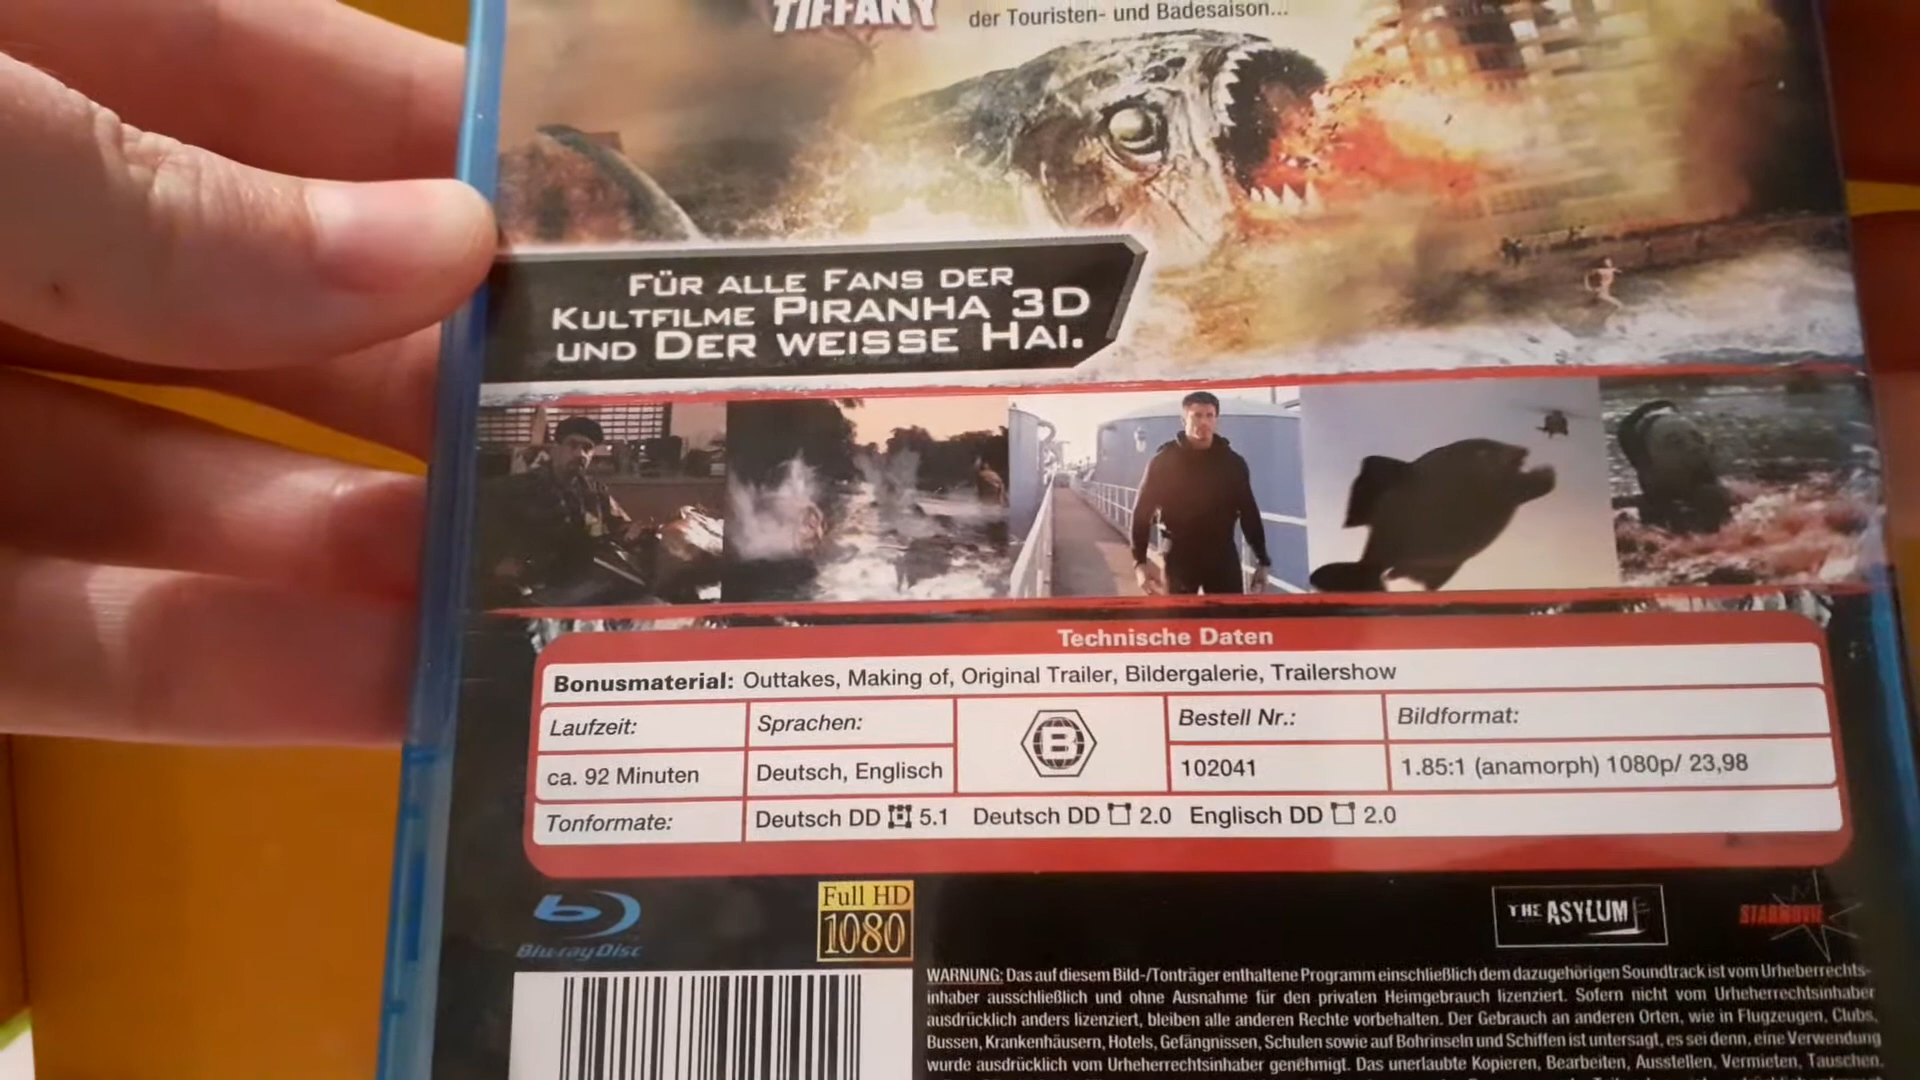 TIFFANY
der Touristen- und Badesaison...
FÜR ALLE FANS DER
KULTFILME PIRANHA 3D
UND DER WEISSE HAI.
Technische Daten
Bonusmaterial: Outtakes, Making of, Original Trailer, Bildergalerie, Trailershow
Laufzeit: Sprachen: B Bestell Nr.: Bildformat:
ca. 92 Minuten Deutsch, Englisch 102041 1.85:1 (anamorph) 1080p/ 23,98
Tonformate: Deutsch DD 5.1 Deutsch DD 2.0 Englisch DD 2.0
Blu-ray Disc
Full HD
1080
THE ASYLUM
STARMOVIE
WARNUNG: Das auf diesem Bild-/Tonträger enthaltene Programm einschließlich dem dazugehörigen Soundtrack ist vom Urheberrechts-
inhaber ausschließlich und ohne Ausnahme für den privaten Heimgebrauch lizenziert. Sofern nicht vom Urheberrechtsinhaber
ausdrücklich anders lizenziert, bleiben alle anderen Rechte vorbehalten. Der Gebrauch an anderen Orten, wie in Flugzeugen, Clubs,
Bussen, Krankenhäusern, Hotels, Gefängnissen, Schulen sowie auf Bohrinseln und Schiffen ist untersagt, es sei denn, eine Verwendung
wurde ausdrücklich vom Urheberrechtsinhaber genehmigt. Das unerlaubte Kopieren, Bearbeiten, Ausstellen, Vermieten, Tauschen,